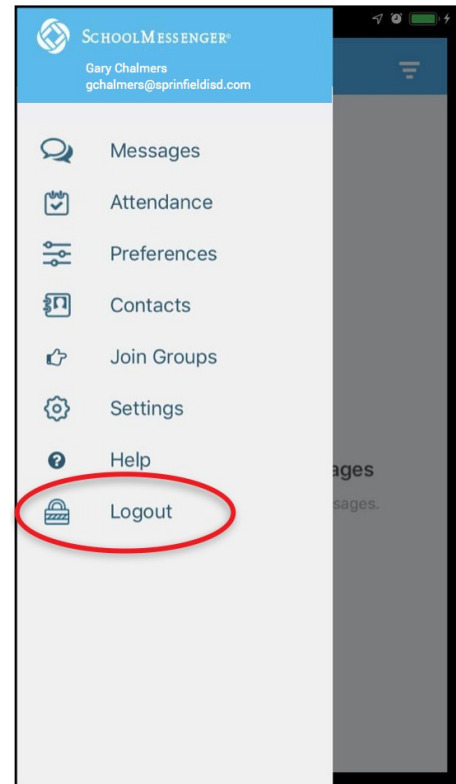 SCHOOLMESSENGER®
Gary Chalmers
gchalmers@sprinfieldisd.com
Messages
Attendance
Preferences
Contacts
Join Groups
Settings
Help
ages
sages.
Logout